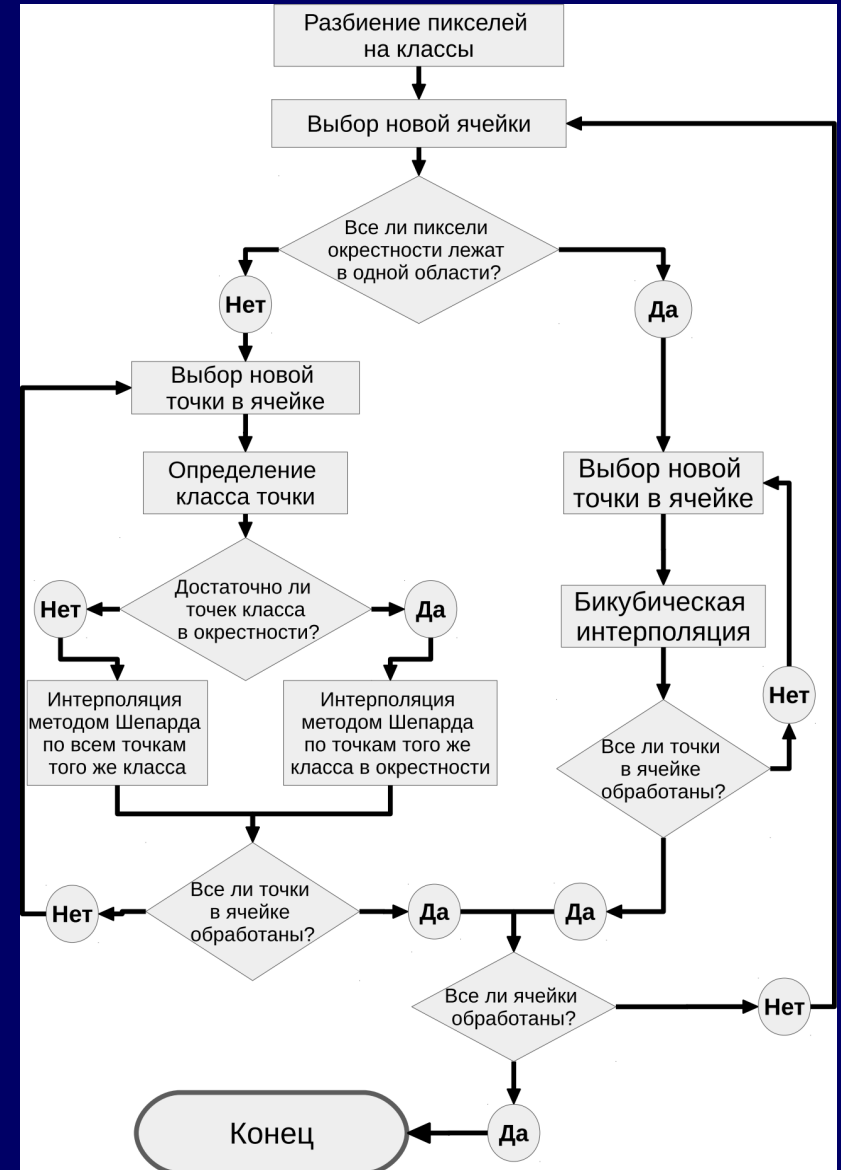 Разбиение пикселей
на классы
Выбор новой ячейки
Все ли пиксели
окрестности лежат
в одной области?
Нет
Да
Выбор новой
точки в ячейке
Определение
класса точки
Достаточно ли
точек класса
в окрестности?
Нет
Да
Интерполяция
методом Шепарда
по всем точкам
того же класса
Интерполяция
методом Шепарда
по точкам того же
класса в окрестности
Все ли точки
в ячейке
обработаны?
Нет
Да
Выбор новой
точки в ячейке
Бикубическая
интерполяция
Все ли точки
в ячейке
обработаны?
Нет
Да
Все ли ячейки
обработаны?
Нет
Да
Конец